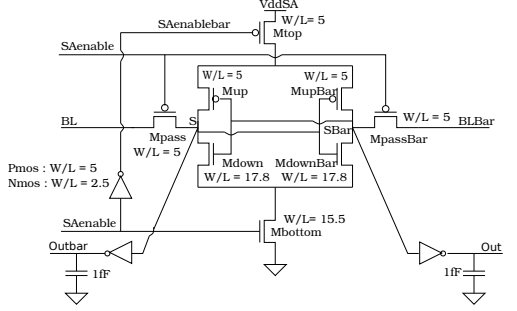 VddSA
SAenablebar
W/L= 5
Mtop
SAenable
W/L = 5
W/L= 5
Mup
MupBar
W/L = 5
BL
S
SBar
BLBar
Mpass
MpassBar
W/L = 5
Mdown
MdownBar
Pmos : W/L = 5
W/L = 17.8
W/L = 17.8
Nmos : W/L = 2.5
SAenable
W/L= 15.5
Mbottom
Outbar
Out
1fF
1fF